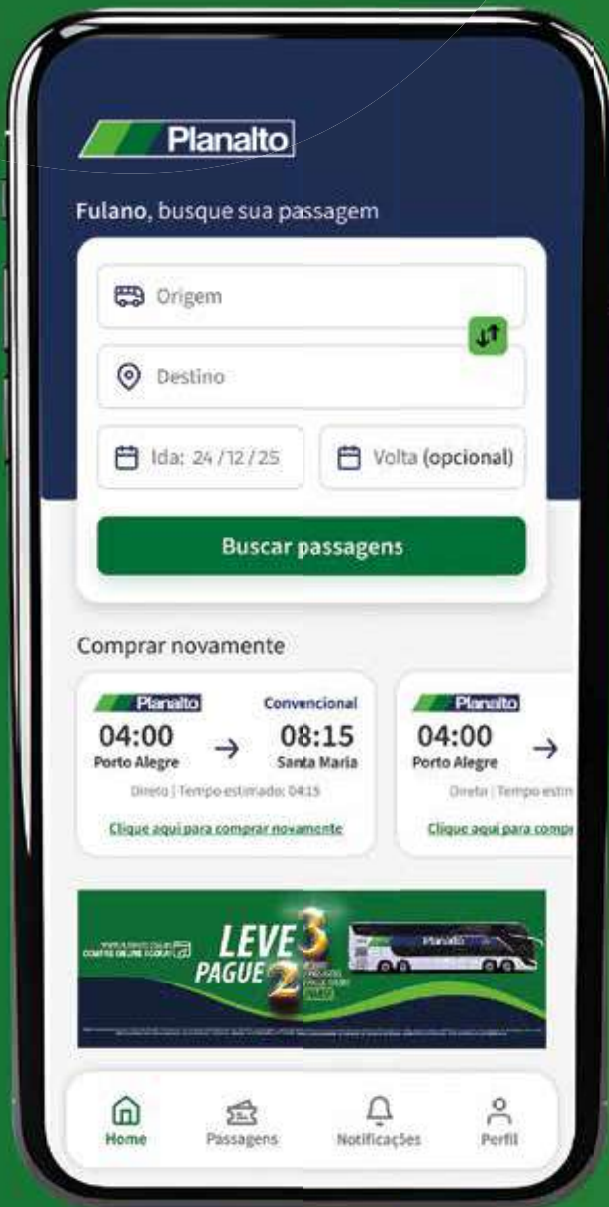 Planalto
Fulano, busque sua passagem
Origem
Destino
Ida: 24/12/25
Volta (opcional)
Buscar passagens
Comprar novamente
Planalto Convencional
04:00 → 08:15
Porto Alegre Santa Maria
Direto | Tempo estimado: 04:15
Clique aqui para comprar novamente
Planalto
04:00 →
Porto Alegre
Direto | Tempo estim
Clique aqui para compr
LEVE 3
PAGUE 2
Planalto
Home
Passagens
Notificações
Perfil